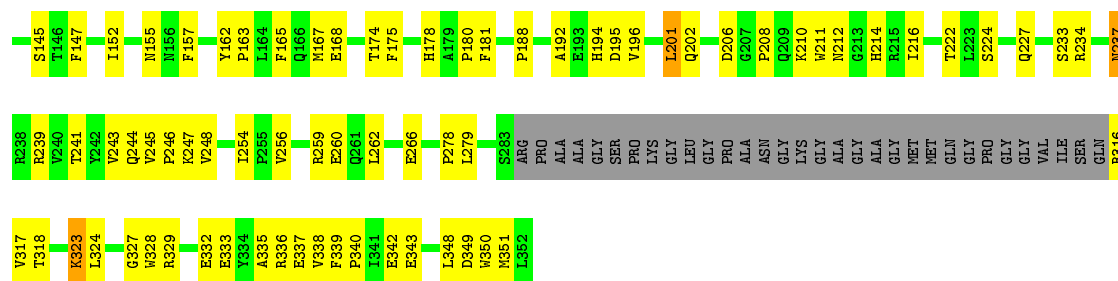 S145 T146 F147 I152 N155 N156 F157 Y162 P163 L164 F165 Q166 M167 E168 T174 F175 H178 A179 P180 F181 P188 A192 E193 H194 D195 V196 L201 Q202 D206 G207 P208 Q209 K210 W211 N212 G213 H214 R215 I216 T222 L223 S224 Q227 S233 R234 N237
R238 R239 V240 T241 Y242 V243 Q244 V245 P246 K247 V248 I254 P255 V256 R259 E260 Q261 L262 E266 P278 L279 S283 ARG PRO ALA ALA GLY SER PRO LYS GLY LEU GLY PRO ALA ASN GLY LYS GLY ALA GLY ALA GLY MET MET GLN GLY PRO GLY GLY VAL ILE SER GLN
V317 T318 K323 L324 G327 W328 R329 E332 E333 Y334 A335 R336 E337 V338 F339 P340 I341 E342 E343 L348 D349 W350 M351 L352